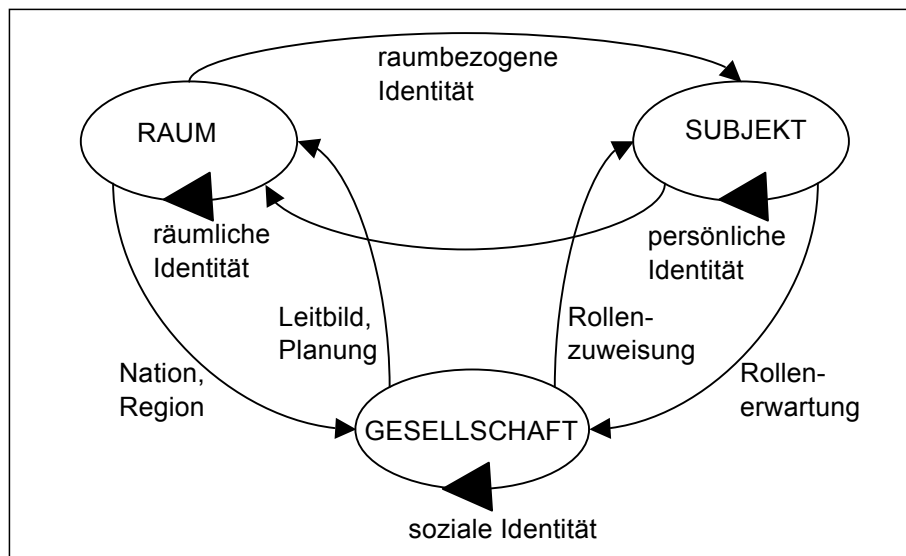 raumbezogene
Identität
RAUM
SUBJEKT
räumliche
Identität
persönliche
Identität
Leitbild,
Planung
Rollen-
zuweisung
Nation,
Region
Rollen-
erwartung
GESELLSCHAFT
soziale Identität